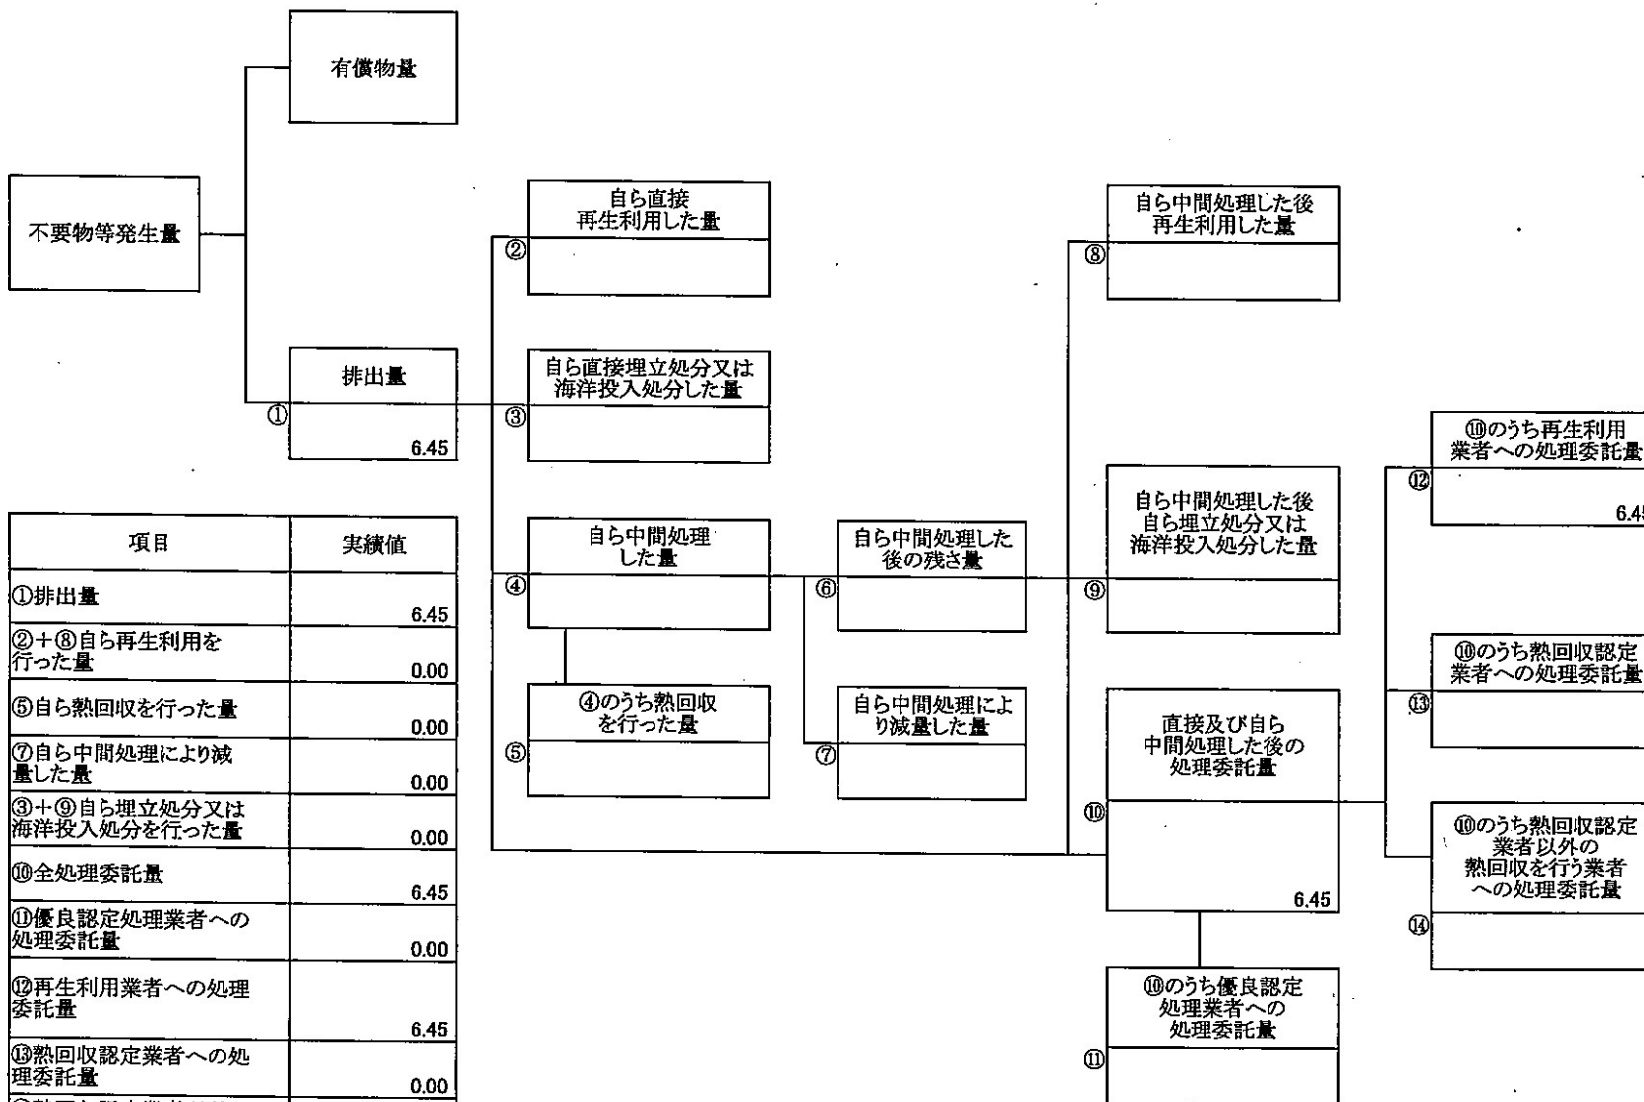 有償物量
不要物等発生量
排出量
①
6.45
自ら直接
再生利用した量
②
自ら直接埋立処分又は
海洋投入処分した量
③
自ら中間処理
した量
④
④のうち熱回収
を行った量
⑤
自ら中間処理した
後の残さ量
⑥
自ら中間処理によ
り減量した量
⑦
自ら中間処理した後
再生利用した量
⑧
自ら中間処理した後
自ら埋立処分又は
海洋投入処分した量
⑨
直接及び自ら
中間処理した後の
処理委託量
⑩
6.45
⑩のうち優良認定
処理業者への
処理委託量
⑪
⑩のうち再生利用
業者への処理委託量
⑫
6.45
⑩のうち熱回収認定
業者への処理委託量
⑬
⑩のうち熱回収認定
業者以外の
熱回収を行う業者
への処理委託量
⑭
項目 実績値
①排出量
6.45
②+⑧自ら再生利用を
行った量
0.00
⑤自ら熱回収を行った量
0.00
⑦自ら中間処理により減
量した量
0.00
③+⑨自ら埋立処分又は
海洋投入処分を行った量
0.00
⑩全処理委託量
6.45
⑪優良認定処理業者への
処理委託量
0.00
⑫再生利用業者への処理
委託量
6.45
⑬熱回収認定業者への処
理委託量
0.00